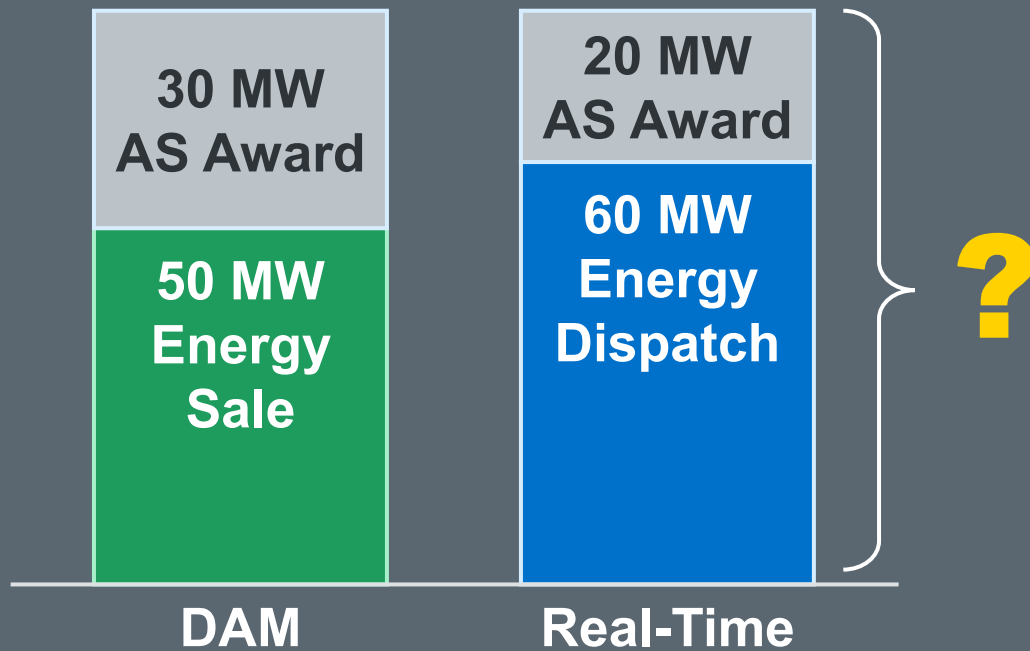 30 MW
AS Award
50 MW
Energy
Sale
20 MW
AS Award
60 MW
Energy
Dispatch
?
DAM
Real-Time